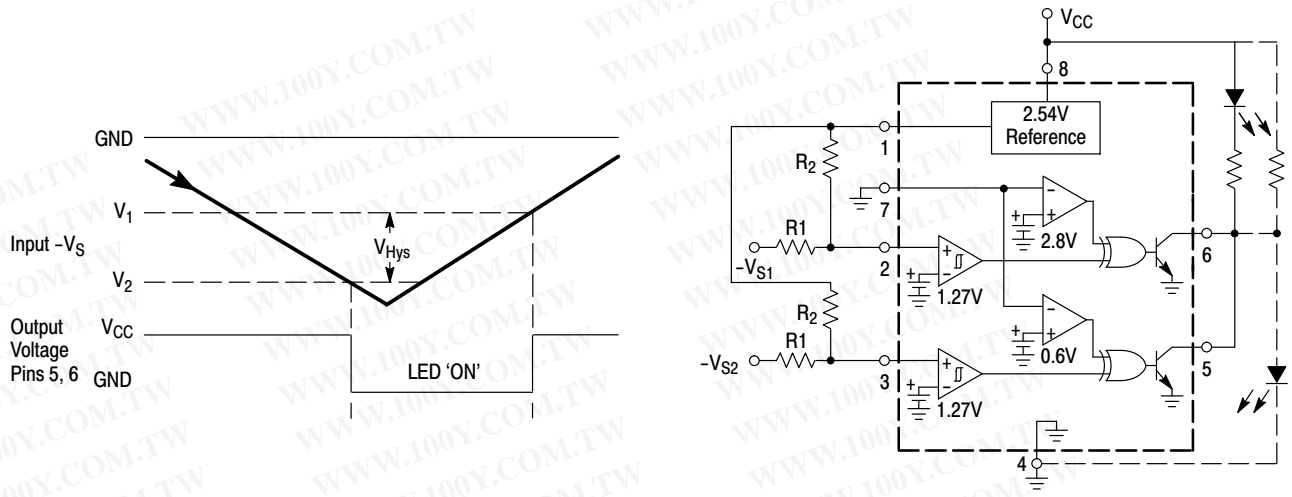 GND
V1
Input –VS
VHys
V2
Output
Voltage
Pins 5, 6
VCC
GND
LED 'ON'
VCC
8
2.54V
Reference
1
R2
7
R1
–VS1
2
+
–
1.27V
–
+
2.8V
6
R2
R1
–VS2
3
+
–
1.27V
–
+
0.6V
5
4
WWW.100Y.COM.TW